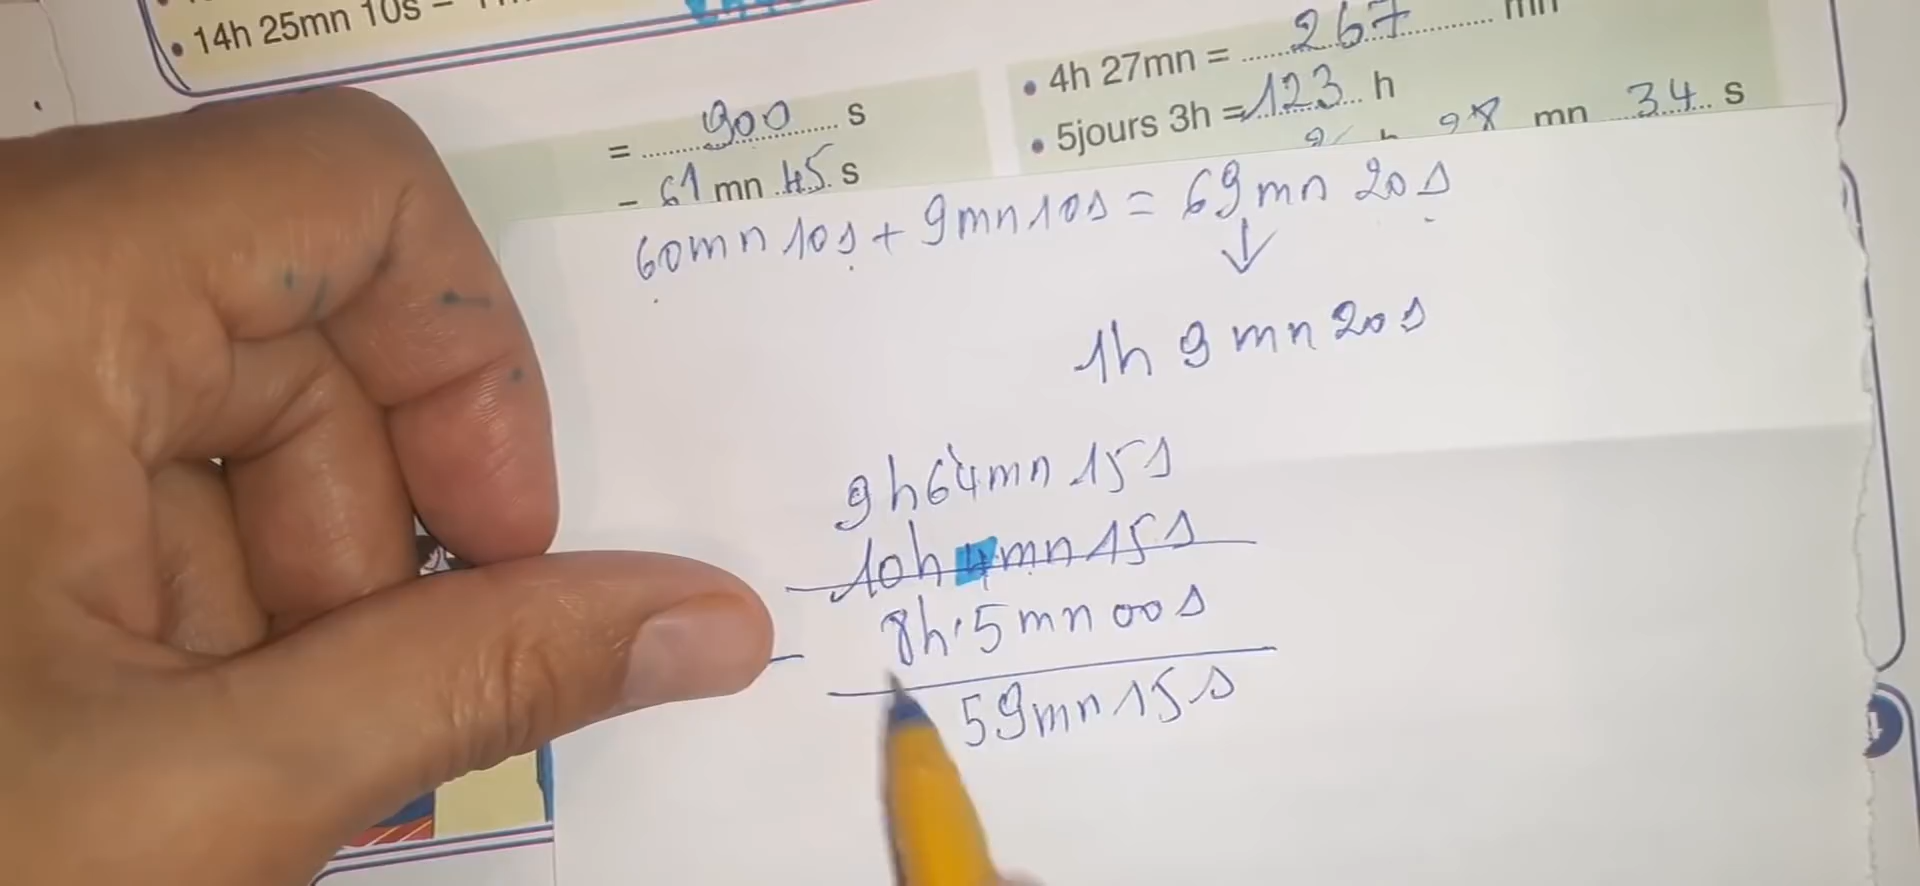 • 14h 25mn 10s =
= 900 s
61 mn 45 s
• 4h 27mn = 267 mn
• 5jours 3h = 123 h
mn 34 s
60mn 10s + 9mn 10s = 69mn 20s
1h 9mn 20s
9h 64mn 15s
10h 4mn 15s
8h 5mn 00s
59mn 15s